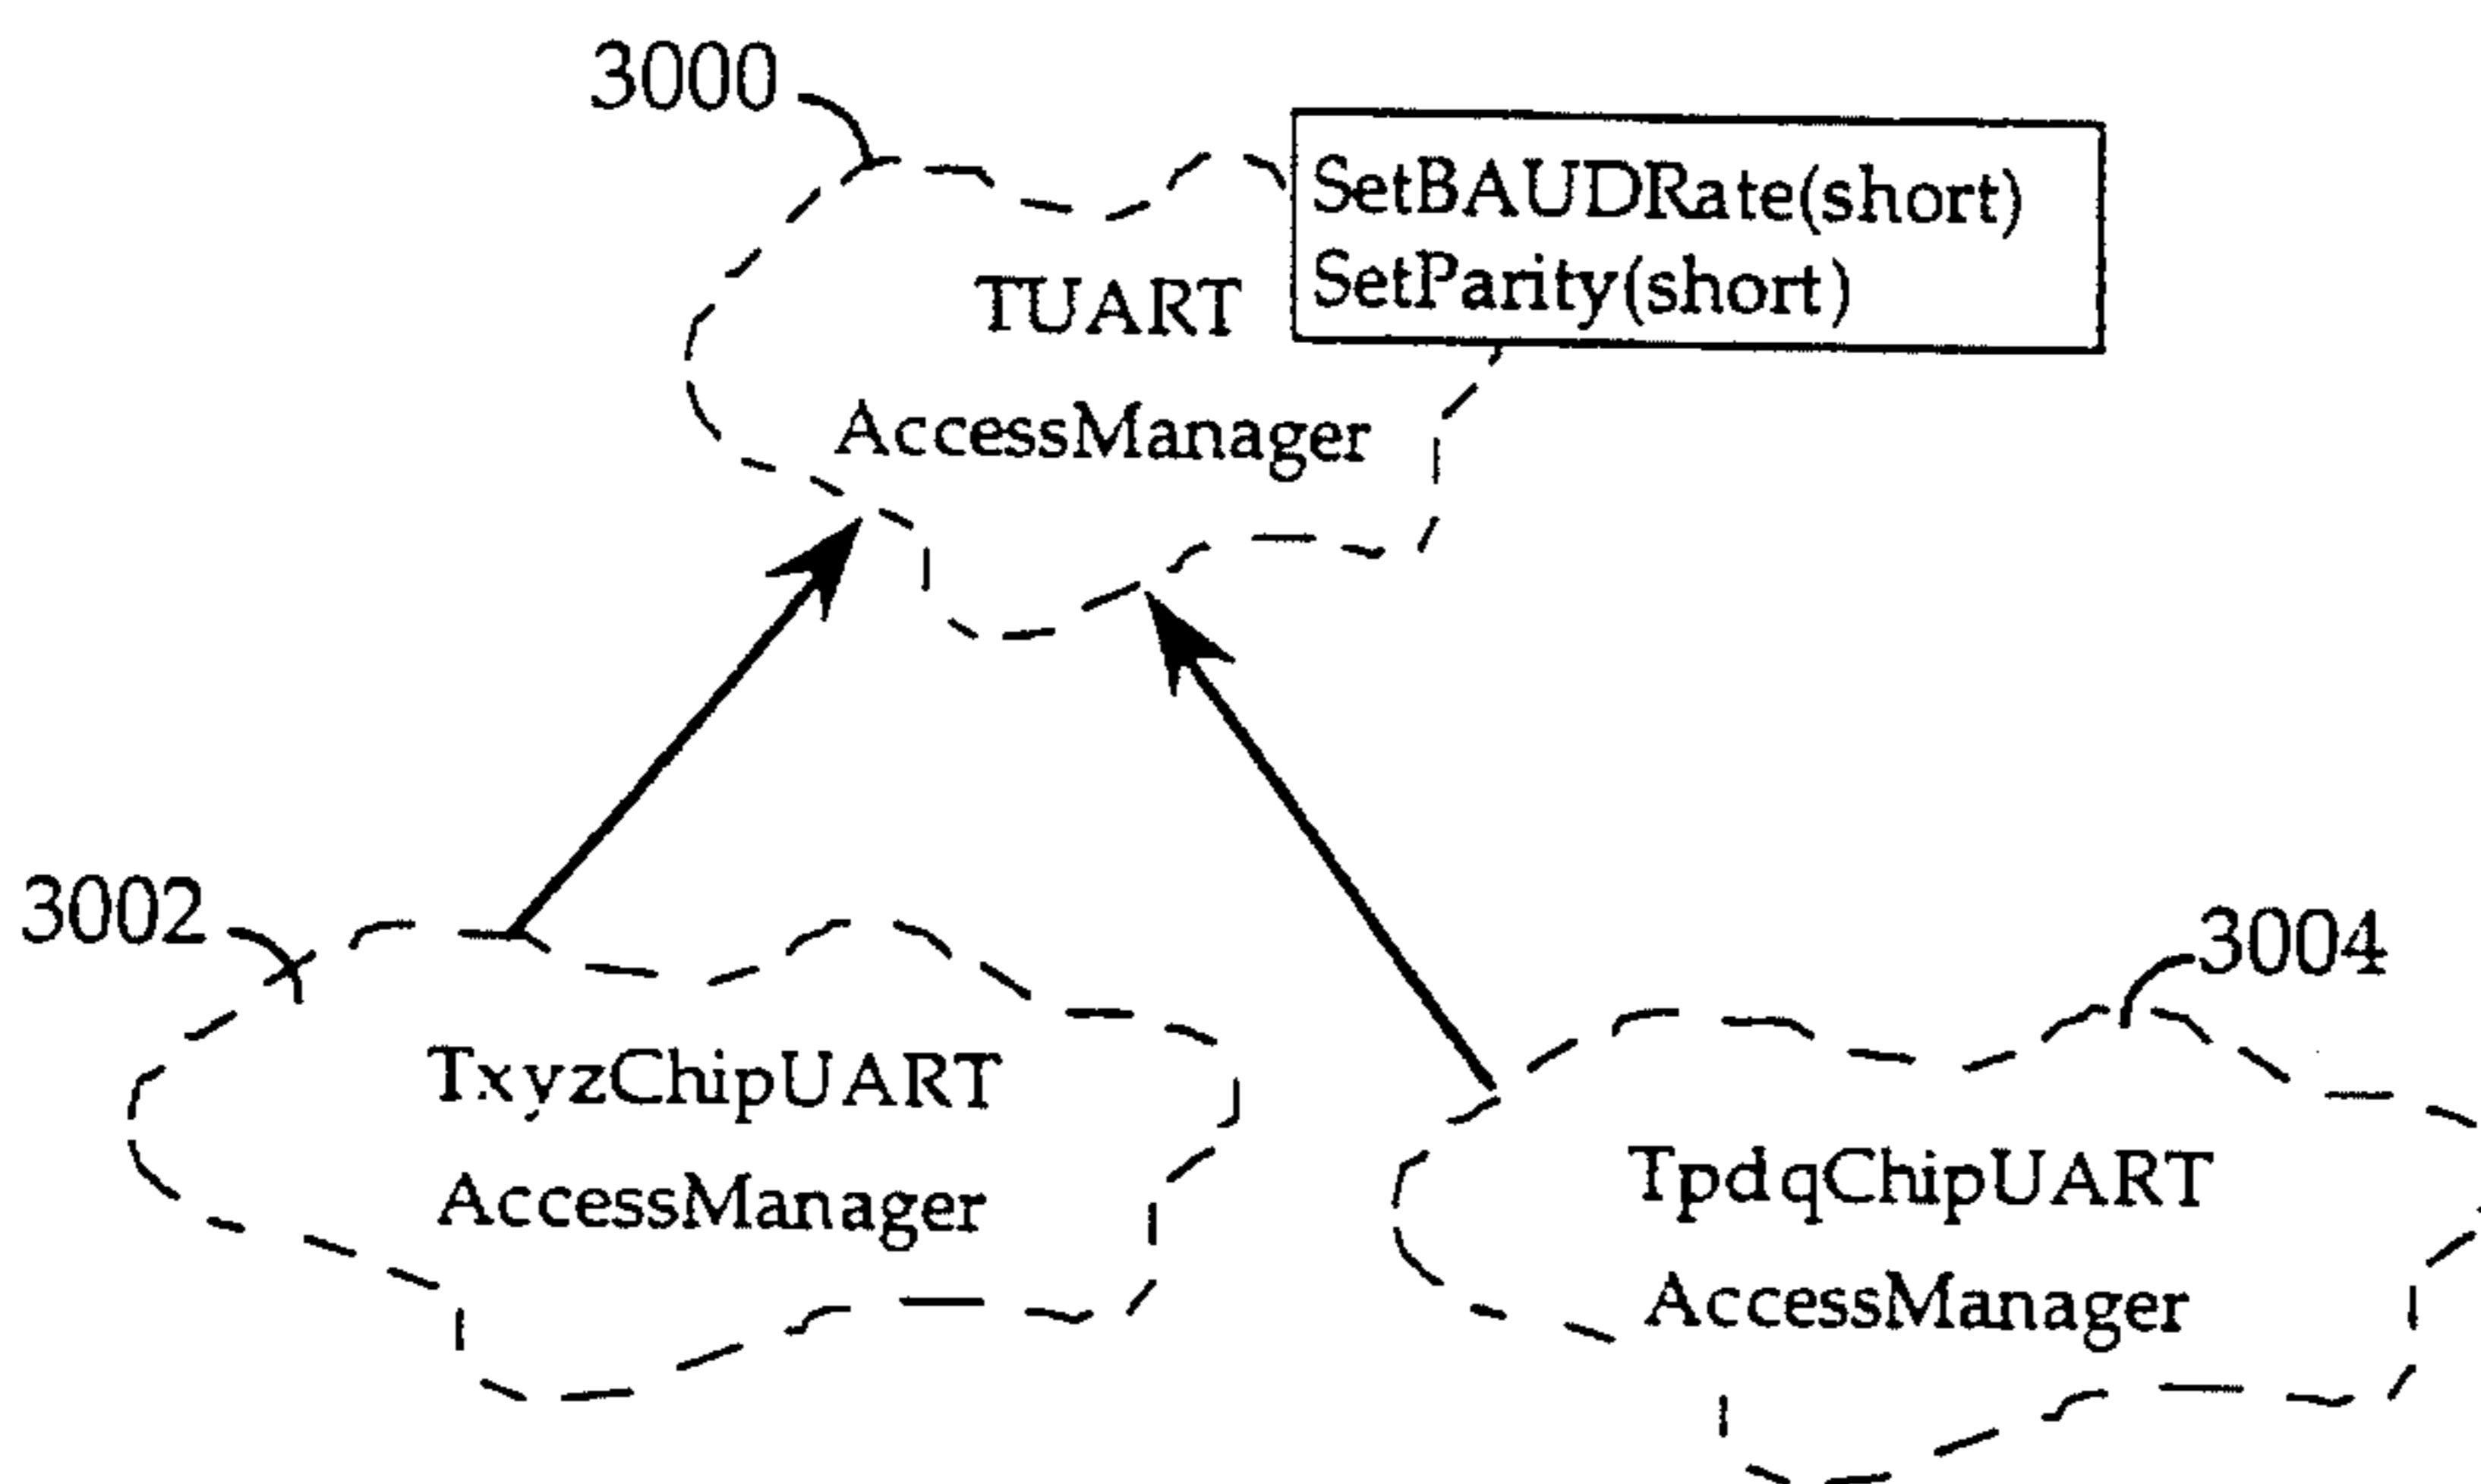 3000
SetBAUDRate(short)
SetParity(short)
TUART
AccessManager
3002
TxyzChipUART
AccessManager
3004
TpdqChipUART
AccessManager